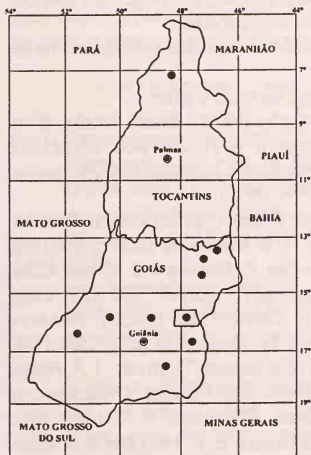 54° 50° 48° 46° 44°
PARÁ MARANHÃO
7°
9°
Palmas
PIAUÍ
11°
TOCANTINS
BAHIA
MATO GROSSO
13°
GOIÁS
15°
Goiânia
17°
19°
MATO GROSSO
DO SUL
MINAS GERAIS